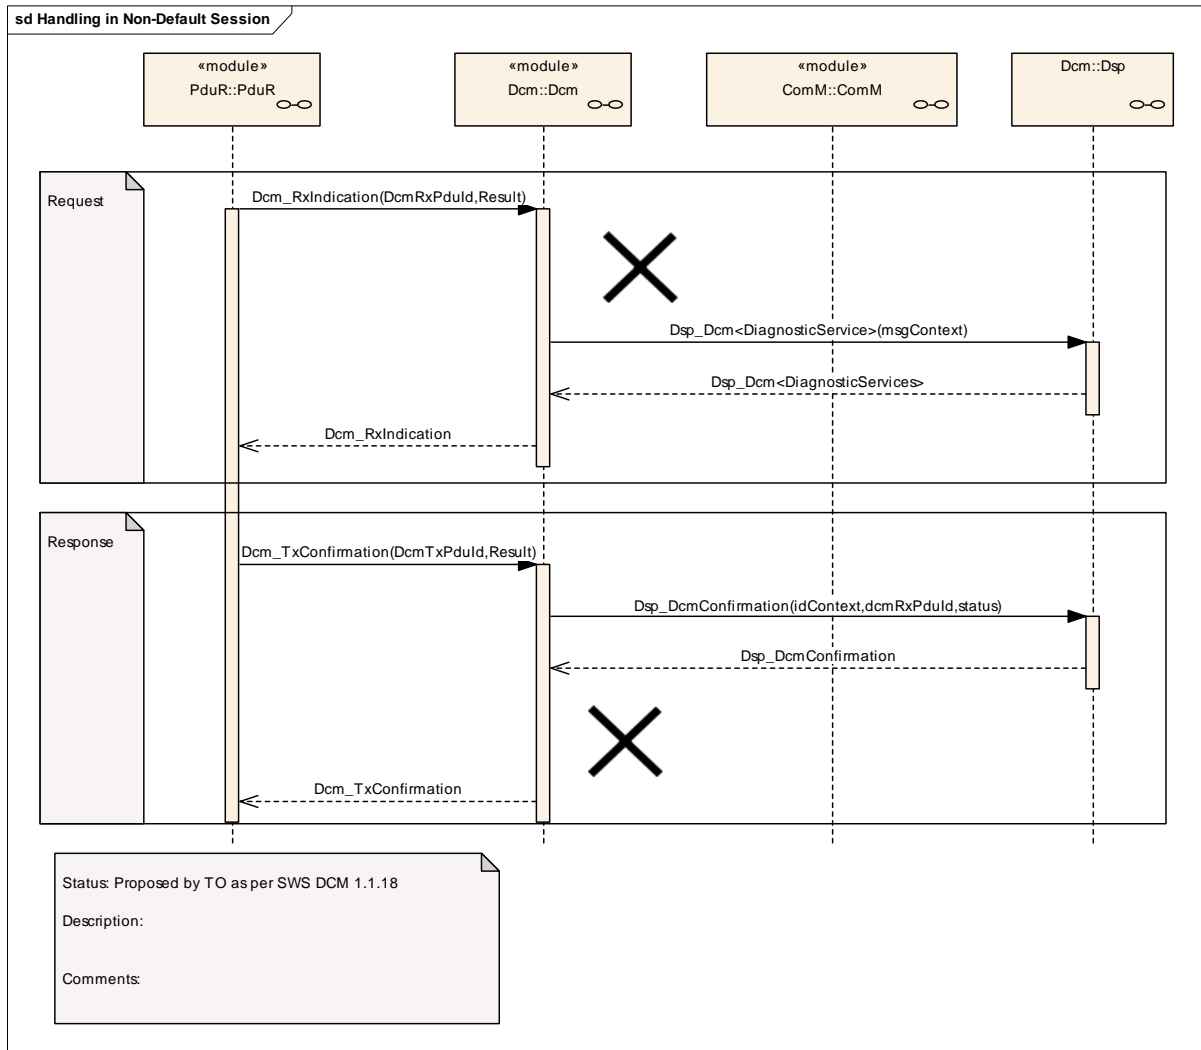 sd Handling in Non-Default Session
«module»
PduR::PduR
«module»
Dcm::Dcm
«module»
ComM::ComM
Dcm::Dsp
Request
Dcm_RxIndication(DcmRxPduId,Result)
Dsp_Dcm<DiagnosticService>(msgContext)
Dsp_Dcm<DiagnosticServices>
Dcm_RxIndication
Response
Dcm_TxConfirmation(DcmTxPduId,Result)
Dsp_DcmConfirmation(idContext,dcmRxPduId,status)
Dsp_DcmConfirmation
Dcm_TxConfirmation
Status: Proposed by TO as per SWS DCM 1.1.18
Description:
Comments: